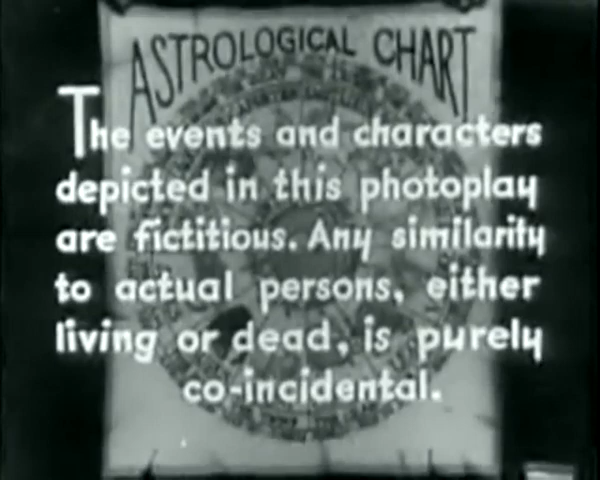 ASTROLOGICAL CHART
The events and characters
depicted in this photoplay
are fictitious. Any similarity
to actual persons, either
living or dead, is purely
co-incidental.